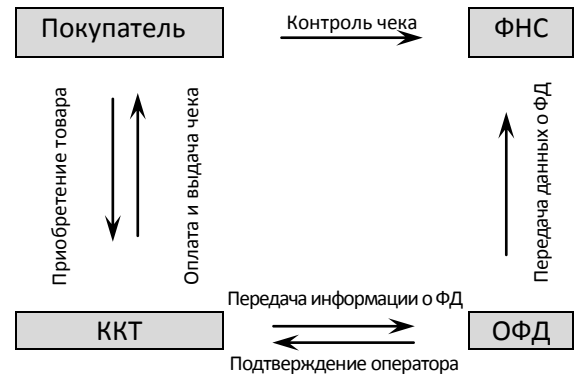 Покупатель
Контроль чека
ФНС
Приобретение товара
Оплата и выдача чека
Передача данных о ФД
Передача информации о ФД
ККТ
ОФД
Подтверждение оператора